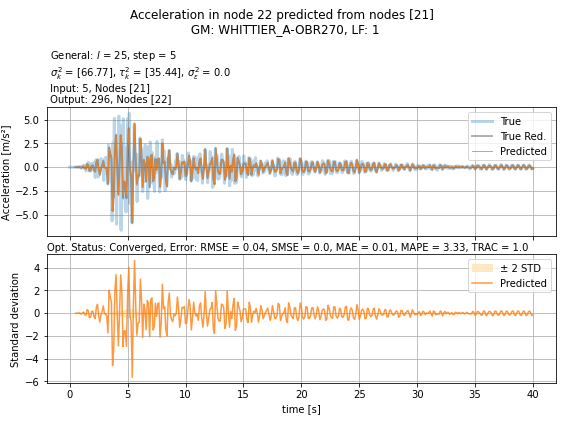 Acceleration in node 22 predicted from nodes [21]
GM: WHITTIER_A-OBR270, LF: 1
General: l = 25, step = 5
σ²ₖ = [66.77], τ²ₖ = [35.44], σ²ε = 0.0
Input: 5, Nodes [21]
Output: 296, Nodes [22]
Acceleration [m/s²]
5.0
2.5
0.0
−2.5
−5.0
True
True Red.
Predicted
Opt. Status: Converged, Error: RMSE = 0.04, SMSE = 0.0, MAE = 0.01, MAPE = 3.33, TRAC = 1.0
Standard deviation
4
2
0
−2
−4
−6
± 2 STD
Predicted
0 5 10 15 20 25 30 35 40
time [s]